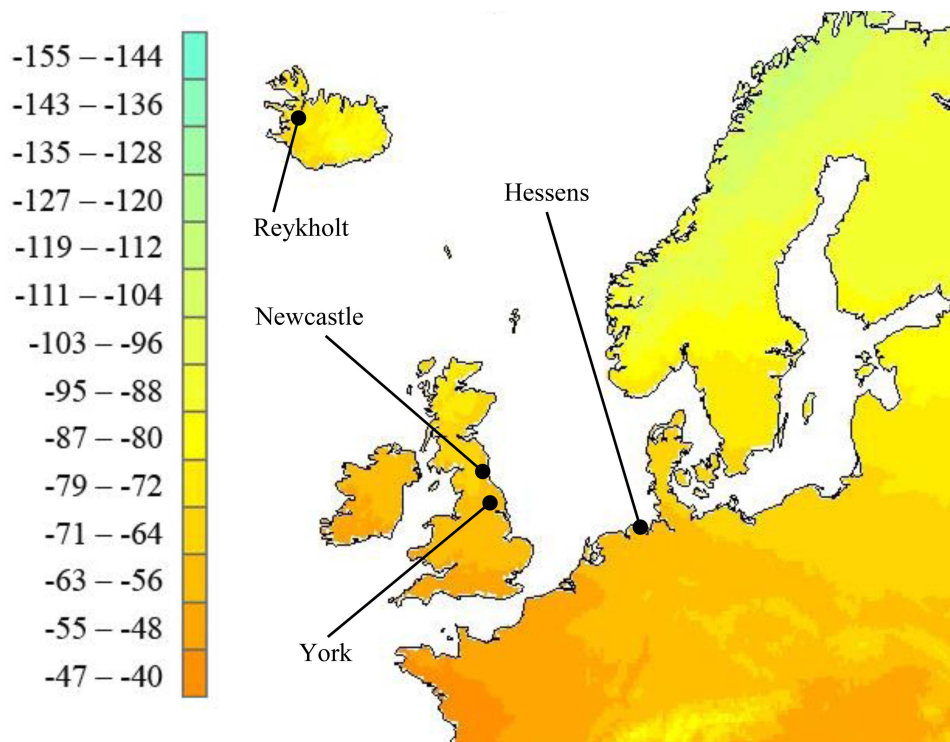 -155 – -144
-143 – -136
-135 – -128
-127 – -120
-119 – -112
-111 – -104
-103 – -96
-95 – -88
-87 – -80
-79 – -72
-71 – -64
-63 – -56
-55 – -48
-47 – -40
Reykholt
Hessens
Newcastle
York